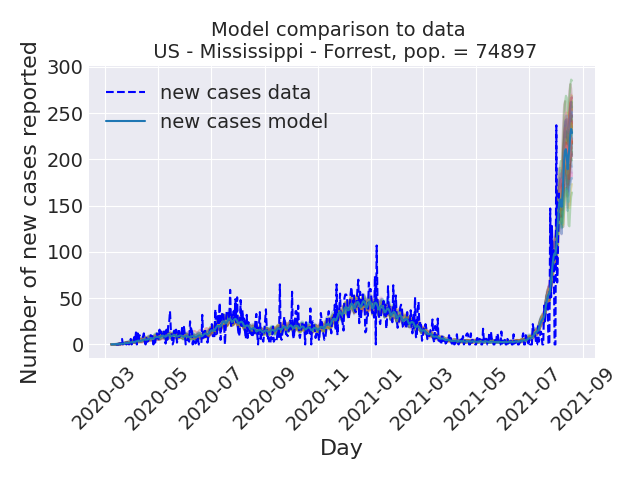 Model comparison to data
US - Mississippi - Forrest, pop. = 74897
Number of new cases reported
300
250
200
150
100
50
0
new cases data
new cases model
2020-03
2020-05
2020-07
2020-09
2020-11
2021-01
2021-03
2021-05
2021-07
2021-09
Day